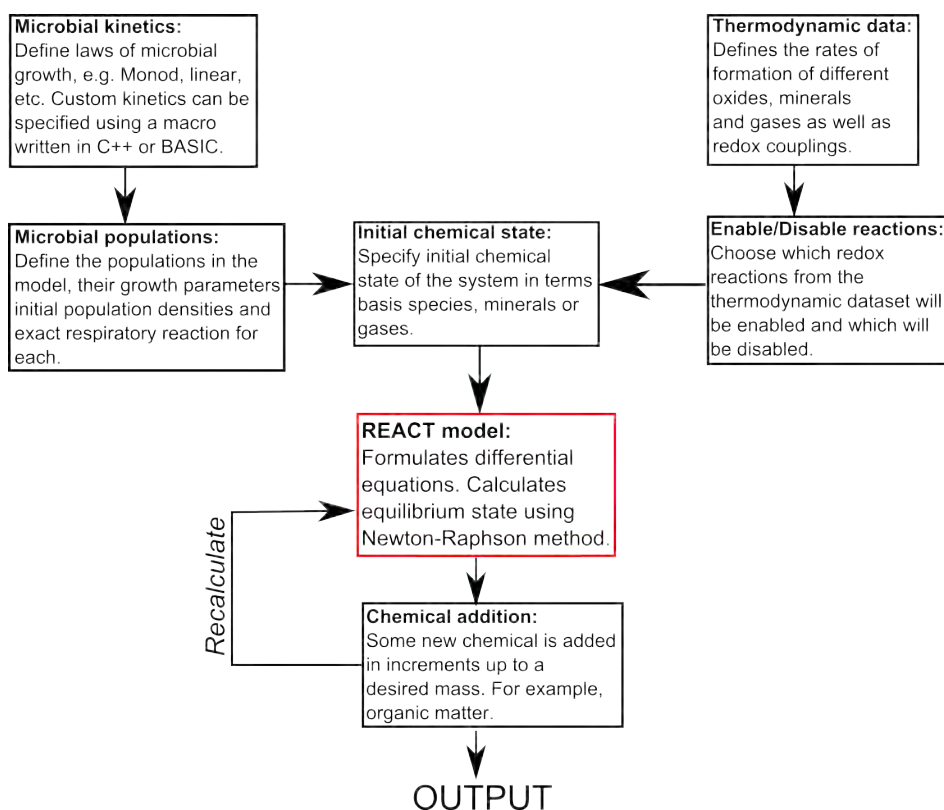 Microbial kinetics:
Define laws of microbial
growth, e.g. Monod, linear,
etc. Custom kinetics can be
specified using a macro
written in C++ or BASIC.
Thermodynamic data:
Defines the rates of
formation of different
oxides, minerals
and gases as well as
redox couplings.
Microbial populations:
Define the populations in the
model, their growth parameters
initial population densities and
exact respiratory reaction for
each.
Initial chemical state:
Specify initial chemical
state of the system in terms
basis species, minerals or
gases.
Enable/Disable reactions:
Choose which redox
reactions from the
thermodynamic dataset will
be enabled and which will
be disabled.
REACT model:
Formulates differential
equations. Calculates
equilibrium state using
Newton-Raphson method.
Recalculate
Chemical addition:
Some new chemical is added
in increments up to a
desired mass. For example,
organic matter.
OUTPUT